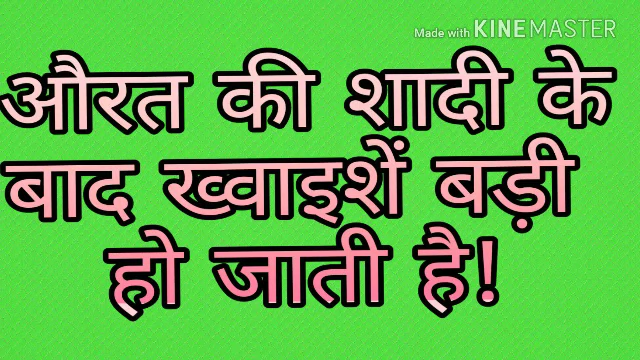 Made with KINEMASTER
औरत की शादी के
बाद ख्वाइशें बड़ी
हो जाती है!